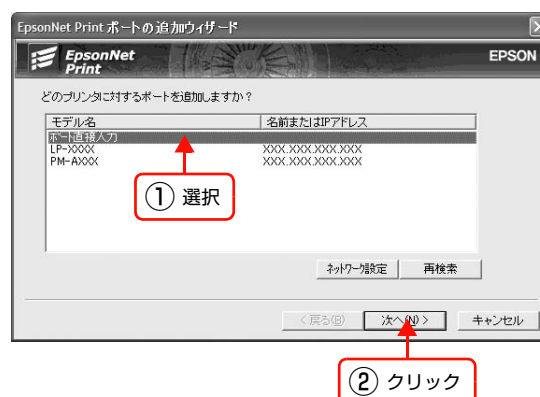 EpsonNet Print ポートの追加ウィザード
EpsonNet
Print
EPSON
どのプリンタに対するポートを追加しますか?
モデル名 名前またはIPアドレス
ポート直接入力
LP-XXXX XXX.XXX.XXX.XXX
PM-AXXX XXX.XXX.XXX.XXX
① 選択
ネットワーク設定 再検索
< 戻る(B) 次へ(N) > キャンセル
② クリック